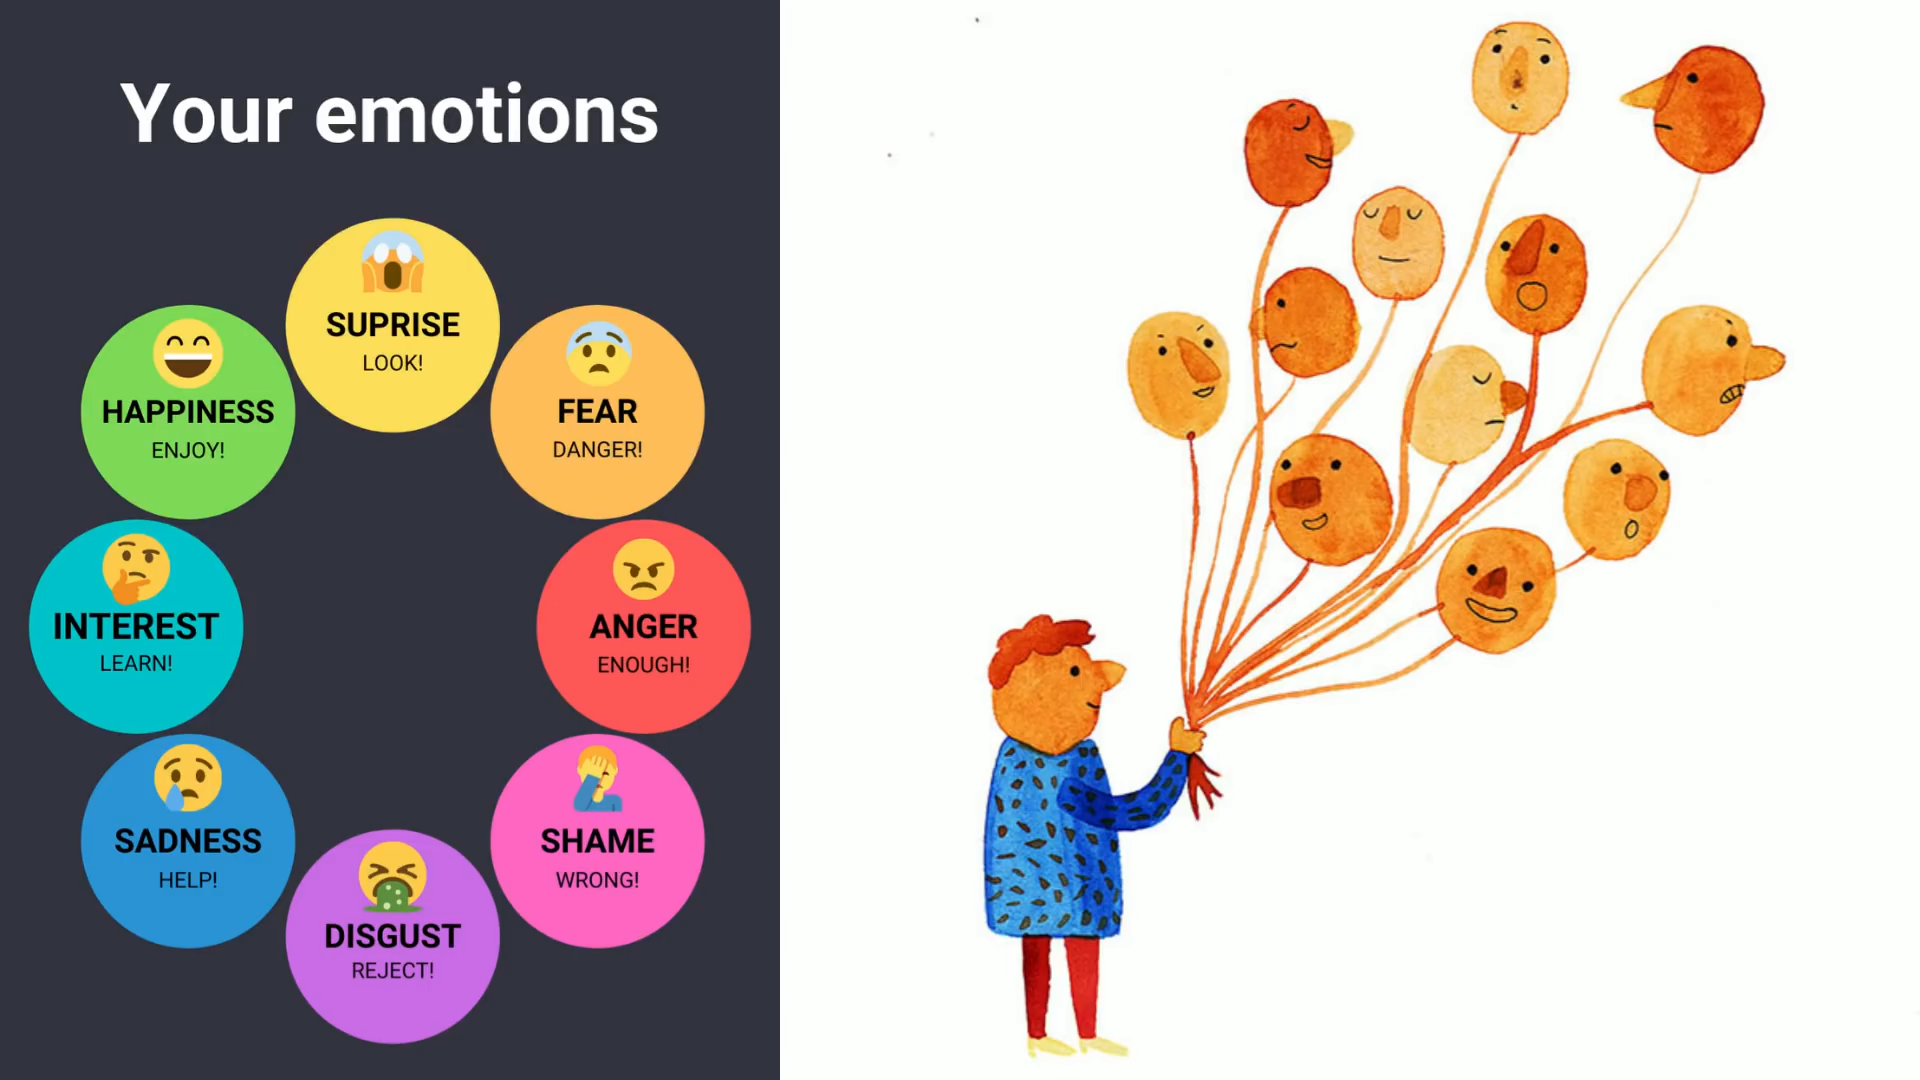 Your emotions
SUPRISE
LOOK!
HAPPINESS
ENJOY!
FEAR
DANGER!
INTEREST
LEARN!
ANGER
ENOUGH!
SADNESS
HELP!
SHAME
WRONG!
DISGUST
REJECT!